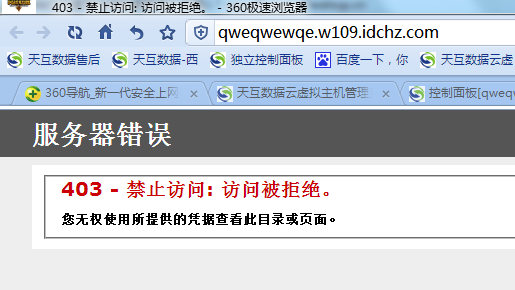 403 - 禁止访问: 访问被拒绝。 - 360极速浏览器
qweqwewqe.w109.idchz.com
天互数据售后 天互数据-西 独立控制面板 百度一下，你 天互数据云虚
360导航_新一代安全上网 天互数据云虚拟主机管理 控制面板[qweqw
服务器错误
403 - 禁止访问: 访问被拒绝。
您无权使用所提供的凭据查看此目录或页面。